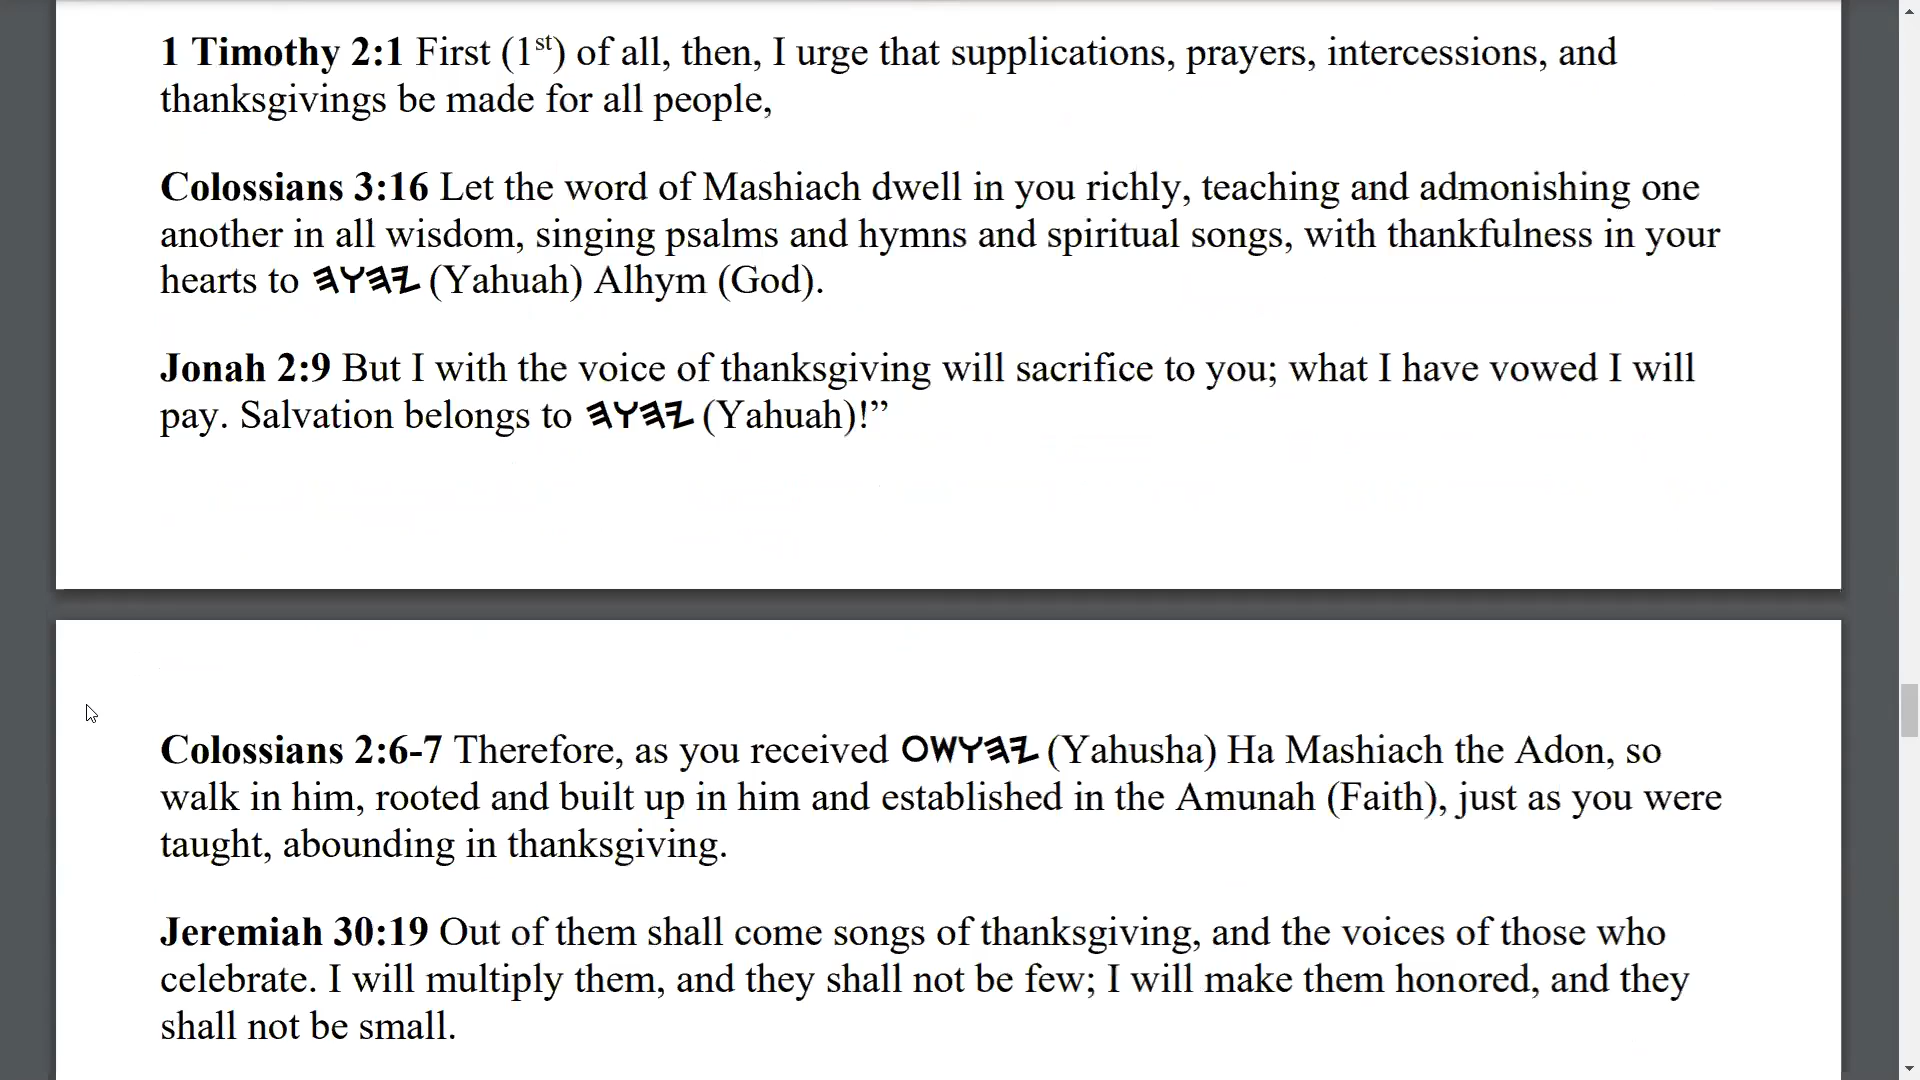 1 Timothy 2:1 First (1st) of all, then, I urge that supplications, prayers, intercessions, and
thanksgivings be made for all people,
Colossians 3:16 Let the word of Mashiach dwell in you richly, teaching and admonishing one
another in all wisdom, singing psalms and hymns and spiritual songs, with thankfulness in your
hearts to 𐤉𐤄𐤅𐤄 (Yahuah) Alhym (God).
Jonah 2:9 But I with the voice of thanksgiving will sacrifice to you; what I have vowed I will
pay. Salvation belongs to 𐤉𐤄𐤅𐤄 (Yahuah)!”
Colossians 2:6-7 Therefore, as you received 𐤉𐤄𐤅𐤔𐤏 (Yahusha) Ha Mashiach the Adon, so
walk in him, rooted and built up in him and established in the Amunah (Faith), just as you were
taught, abounding in thanksgiving.
Jeremiah 30:19 Out of them shall come songs of thanksgiving, and the voices of those who
celebrate. I will multiply them, and they shall not be few; I will make them honored, and they
shall not be small.